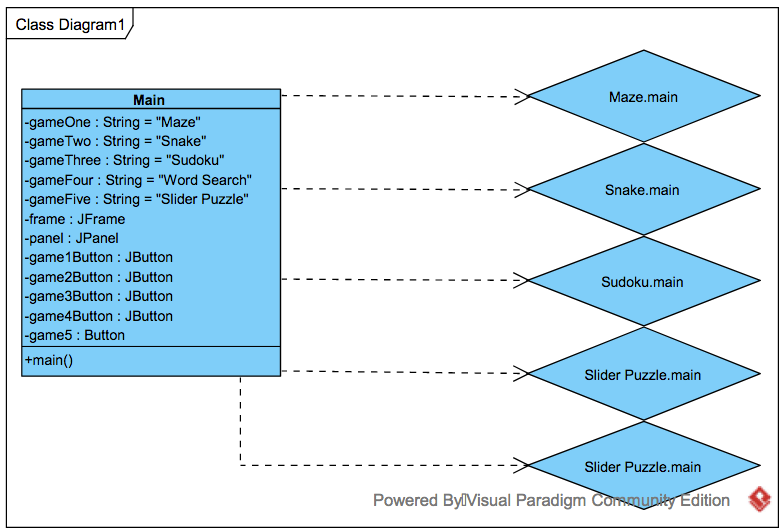 Class Diagram1
Main
-gameOne : String = "Maze"
-gameTwo : String = "Snake"
-gameThree : String = "Sudoku"
-gameFour : String = "Word Search"
-gameFive : String = "Slider Puzzle"
-frame : JFrame
-panel : JPanel
-game1Button : JButton
-game2Button : JButton
-game3Button : JButton
-game4Button : JButton
-game5 : Button
+main()
Maze.main
Snake.main
Sudoku.main
Slider Puzzle.main
Slider Puzzle.main
Powered By Visual Paradigm Community Edition